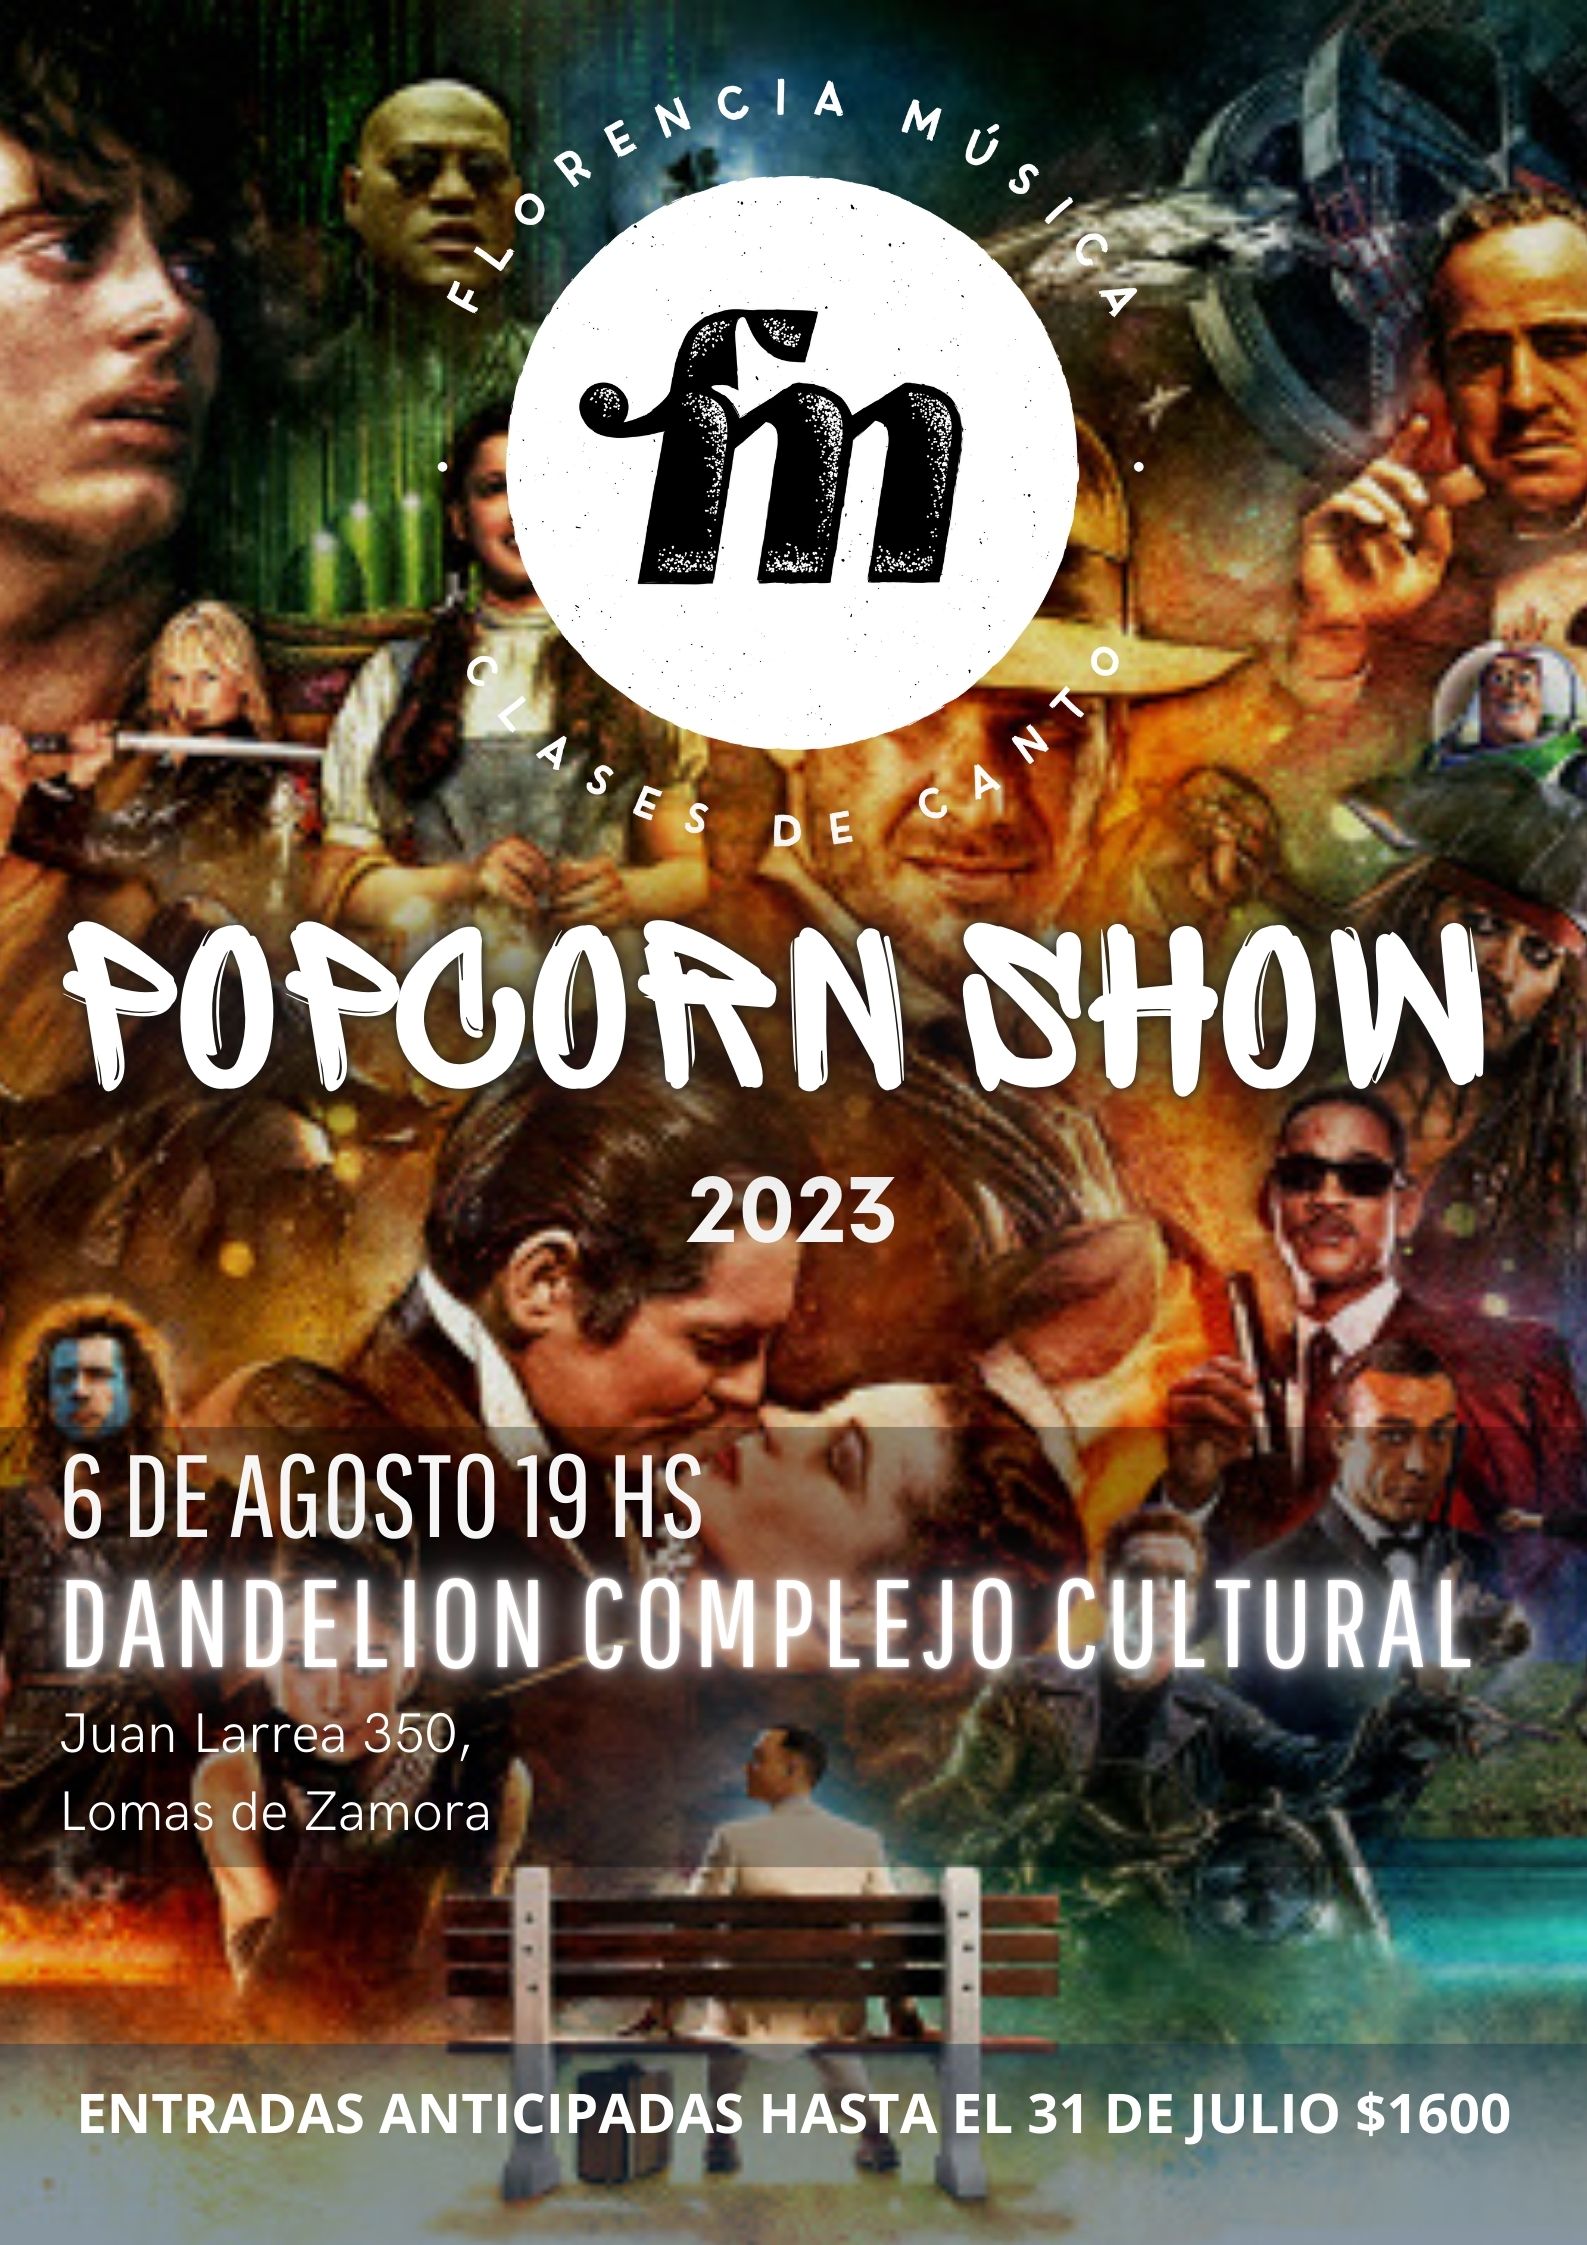 FLORENCIA MÚSICA
fm
CLASES DE CANTO
POPCORN SHOW
2023
6 DE AGOSTO 19 HS
DANDELION COMPLEJO CULTURAL
Juan Larrea 350,
Lomas de Zamora
ENTRADAS ANTICIPADAS HASTA EL 31 DE JULIO $1600